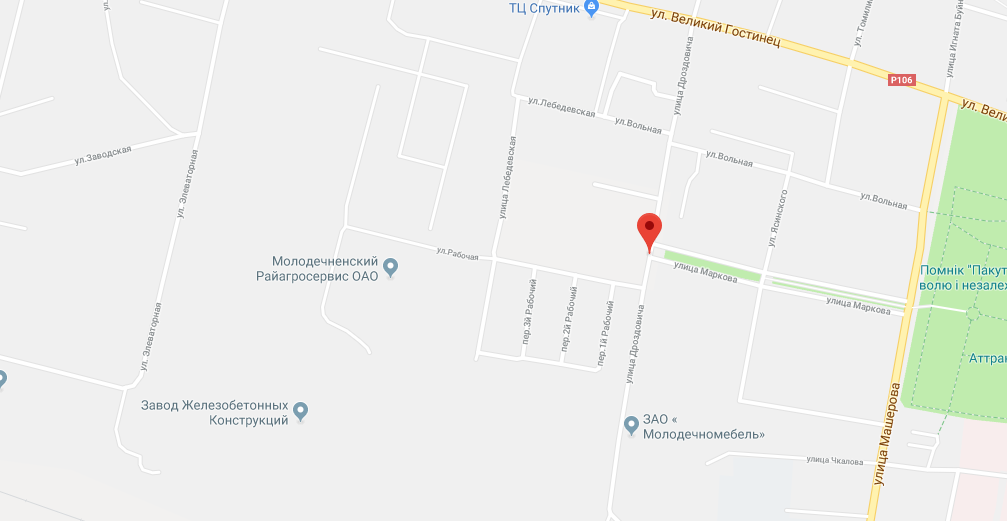 ТЦ Спутник
ул. Великий Гостинец
ул. Томили
улица Игната Буйн
P106
ул. Вели
улица Дроздовича
ул.Лебедевская
ул.Вольная
ул.Вольная
ул.Вольная
ул.Заводская
ул. Элеваторная
улица Лебедевская
ул. Ясинского
ул.Рабочая
Молодечненский
Райагросервис ОАО
улица Маркова
улица Маркова
Помнік "Пакут
волю і незалеж
пер.3й Рабочий
пер.2й Рабочий
пер.1й Рабочий
улица Дроздовича
ул. Элеваторная
Аттрак
Завод Железобетонных
Конструкций
ЗАО «
Молодечномебель»
улица Машерова
улица Чкалова